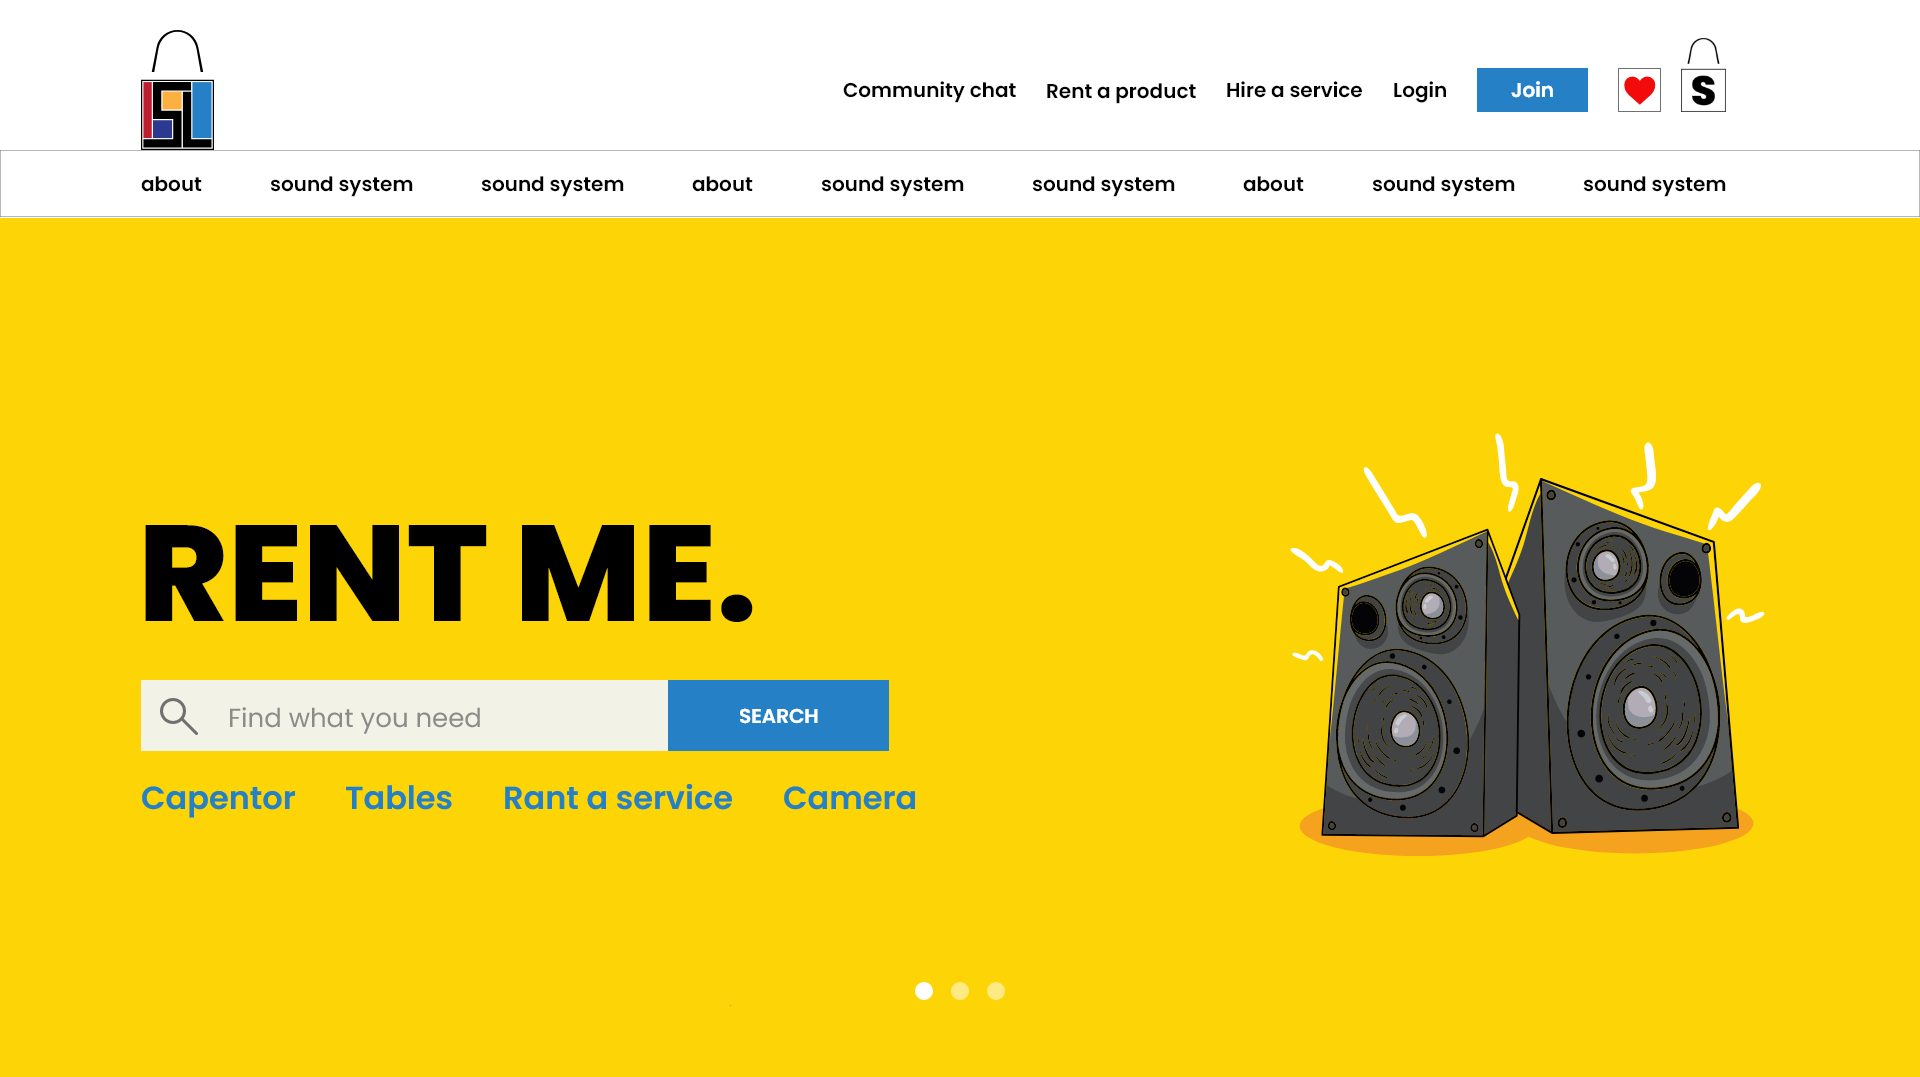 Community chat Rent a product Hire a service Login Join S
about sound system sound system about sound system sound system about sound system sound system
RENT ME.
Find what you need SEARCH
Capentor Tables Rant a service Camera